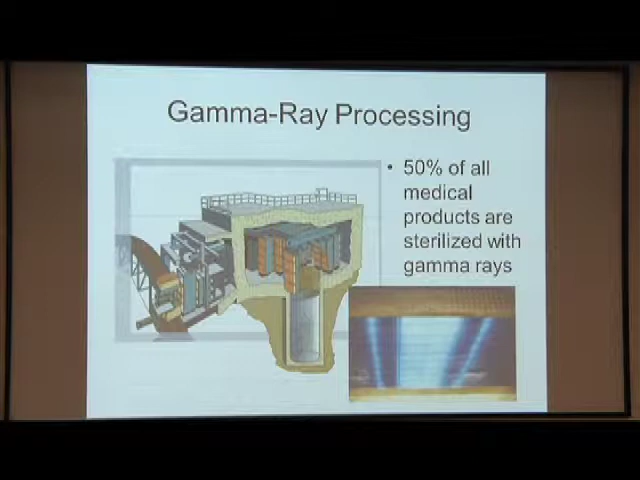 Gamma-Ray Processing
• 50% of all
medical
products are
sterilized with
gamma rays